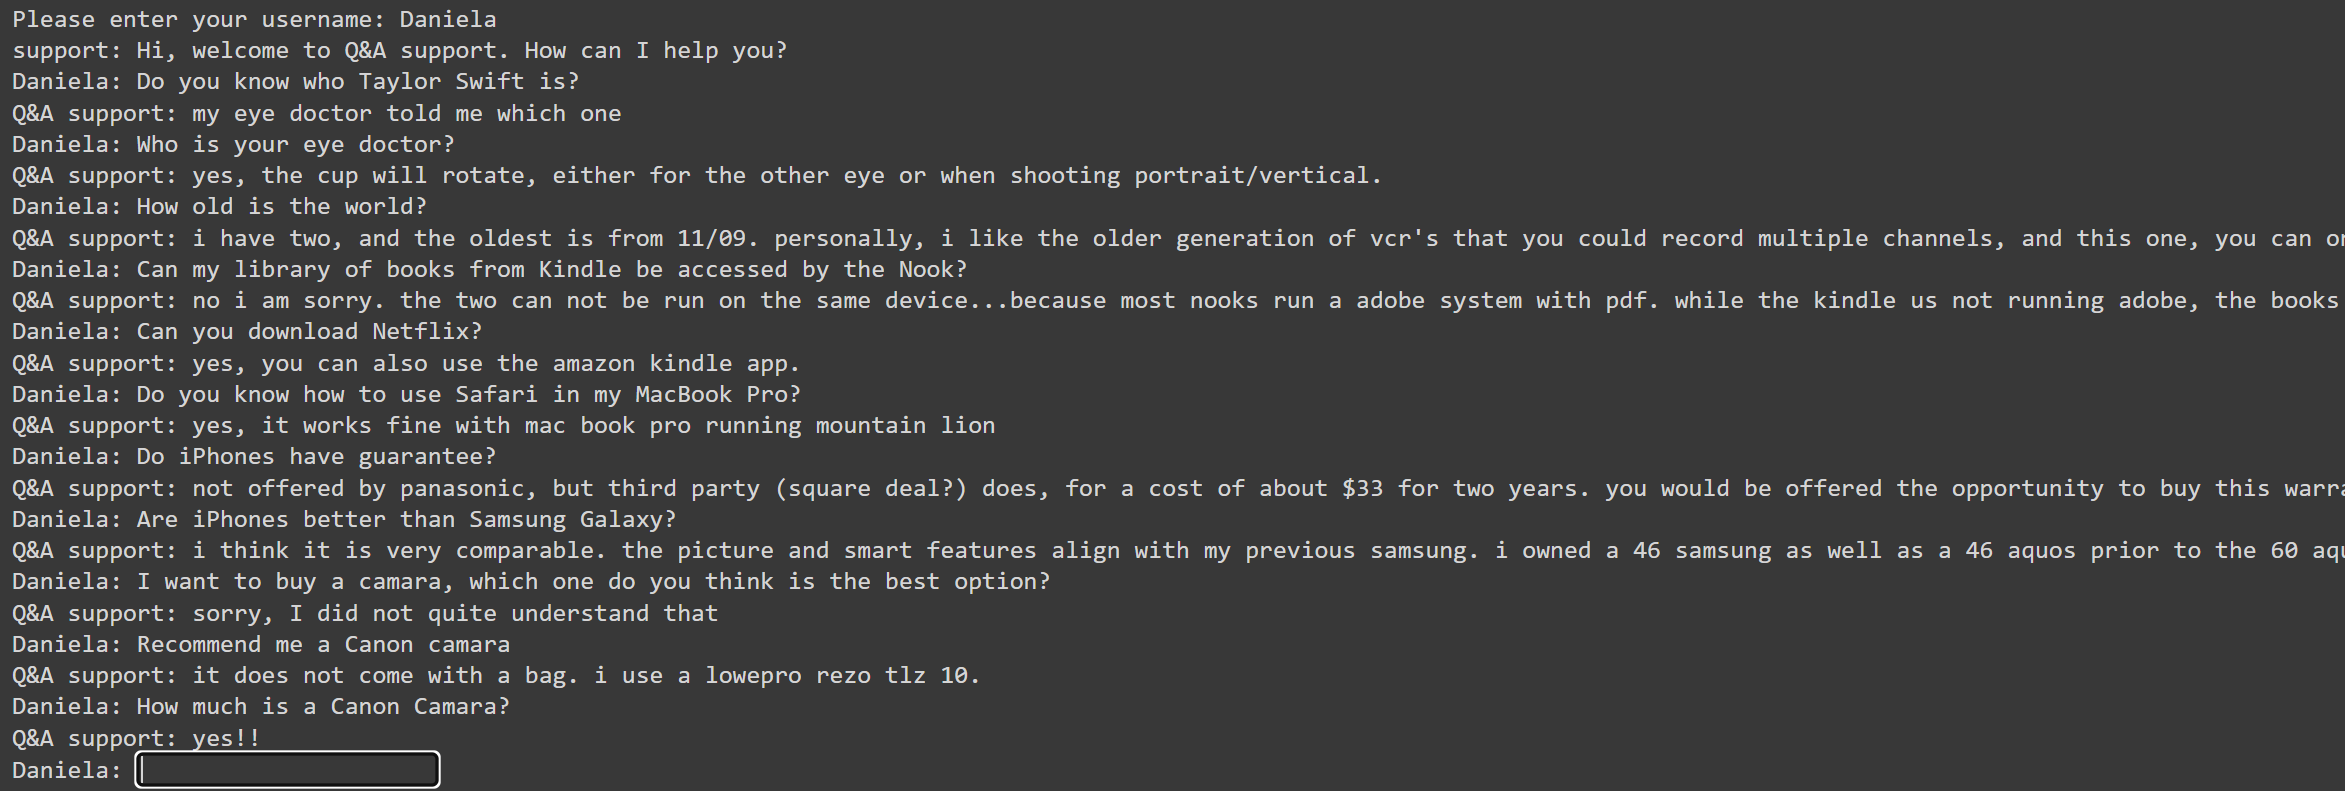 Please enter your username: Daniela
support: Hi, welcome to Q&A support. How can I help you?
Daniela: Do you know who Taylor Swift is?
Q&A support: my eye doctor told me which one
Daniela: Who is your eye doctor?
Q&A support: yes, the cup will rotate, either for the other eye or when shooting portrait/vertical.
Daniela: How old is the world?
Q&A support: i have two, and the oldest is from 11/09. personally, i like the older generation of vcr's that you could record multiple channels, and this one, you can
Daniela: Can my library of books from Kindle be accessed by the Nook?
Q&A support: no i am sorry. the two can not be run on the same device...because most nooks run a adobe system with pdf. while the kindle us not running adobe, the books
Daniela: Can you download Netflix?
Q&A support: yes, you can also use the amazon kindle app.
Daniela: Do you know how to use Safari in my MacBook Pro?
Q&A support: yes, it works fine with mac book pro running mountain lion
Daniela: Do iPhones have guarantee?
Q&A support: not offered by panasonic, but third party (square deal?) does, for a cost of about $33 for two years. you would be offered the opportunity to buy this
Daniela: Are iPhones better than Samsung Galaxy?
Q&A support: i think it is very comparable. the picture and smart features align with my previous samsung. i owned a 46 samsung as well as a 46 aquos prior to the 60
Daniela: I want to buy a camara, which one do you think is the best option?
Q&A support: sorry, I did not quite understand that
Daniela: Recommend me a Canon camara
Q&A support: it does not come with a bag. i use a lowepro rezo tlz 10.
Daniela: How much is a Canon Camara?
Q&A support: yes!!
Daniela: